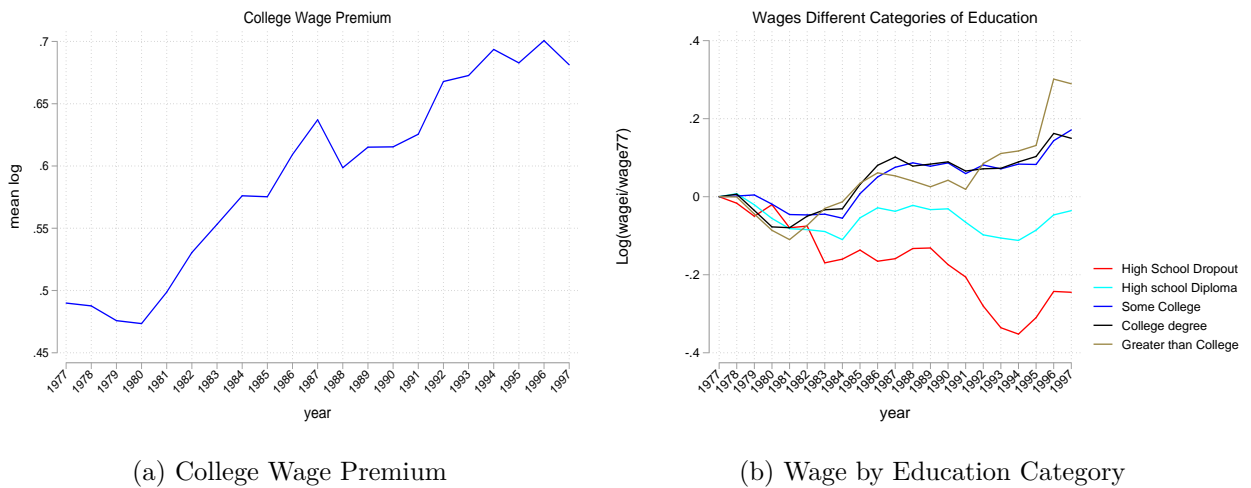 College Wage Premium
mean log
.7
.65
.6
.55
.5
.45
1977 1978 1979 1980 1981 1982 1983 1984 1985 1986 1987 1988 1989 1990 1991 1992 1993 1994 1995 1996 1997
year
(a) College Wage Premium
Wages Different Categories of Education
Log(wagei/wage77)
.4
.2
0
-.2
-.4
1977 1978 1979 1980 1981 1982 1983 1984 1985 1986 1987 1988 1989 1990 1991 1992 1993 1994 1995 1996 1997
year
High School Dropout
High school Diploma
Some College
College degree
Greater than College
(b) Wage by Education Category